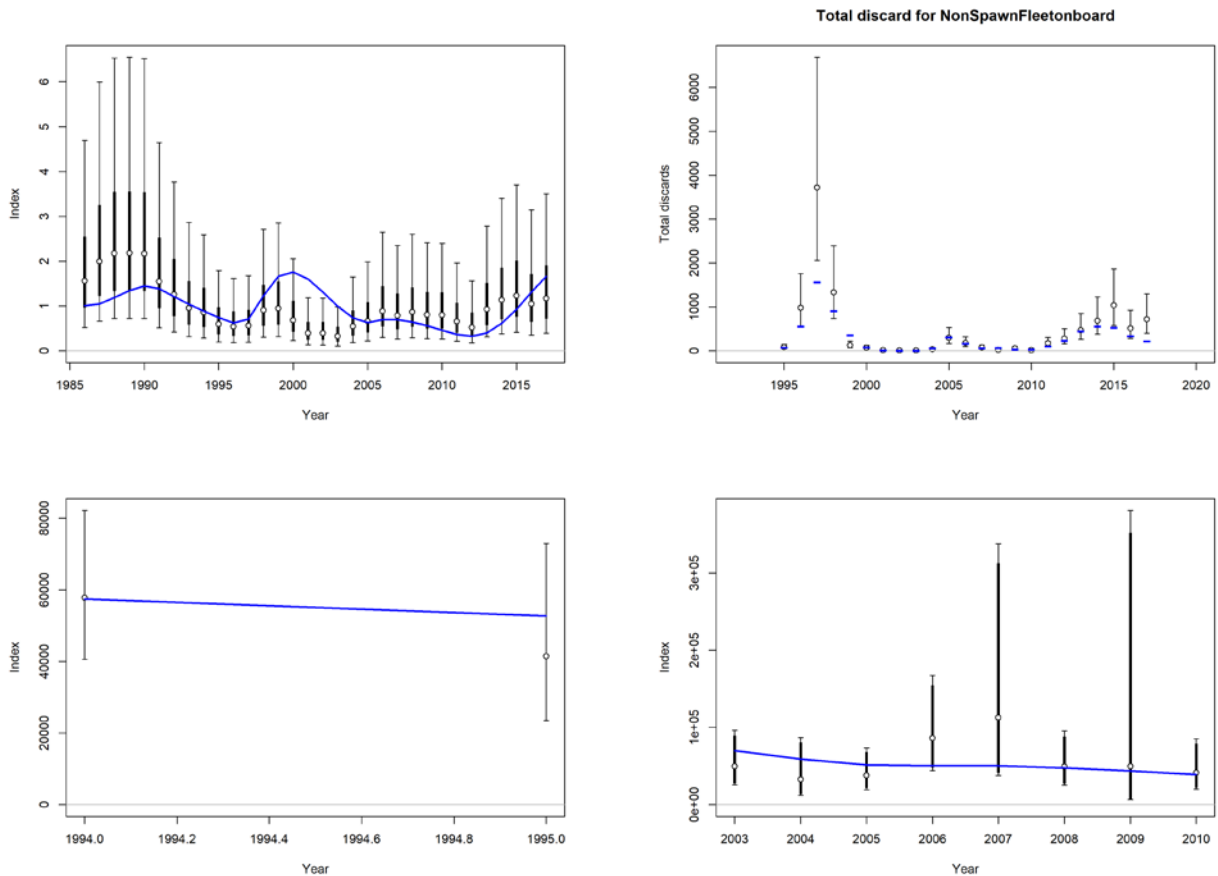 Total discard for NonSpawnFleetonboard
Index
0 1 2 3 4 5 6
1985 1990 1995 2000 2005 2010 2015
Year
Total discards
0 1000 2000 3000 4000 5000 6000
1995 2000 2005 2010 2015 2020
Year
Index
0 20000 40000 60000 80000
1994.0 1994.2 1994.4 1994.6 1994.8 1995.0
Year
Index
0e+00 1e+05 2e+05 3e+05
2003 2004 2005 2006 2007 2008 2009 2010
Year